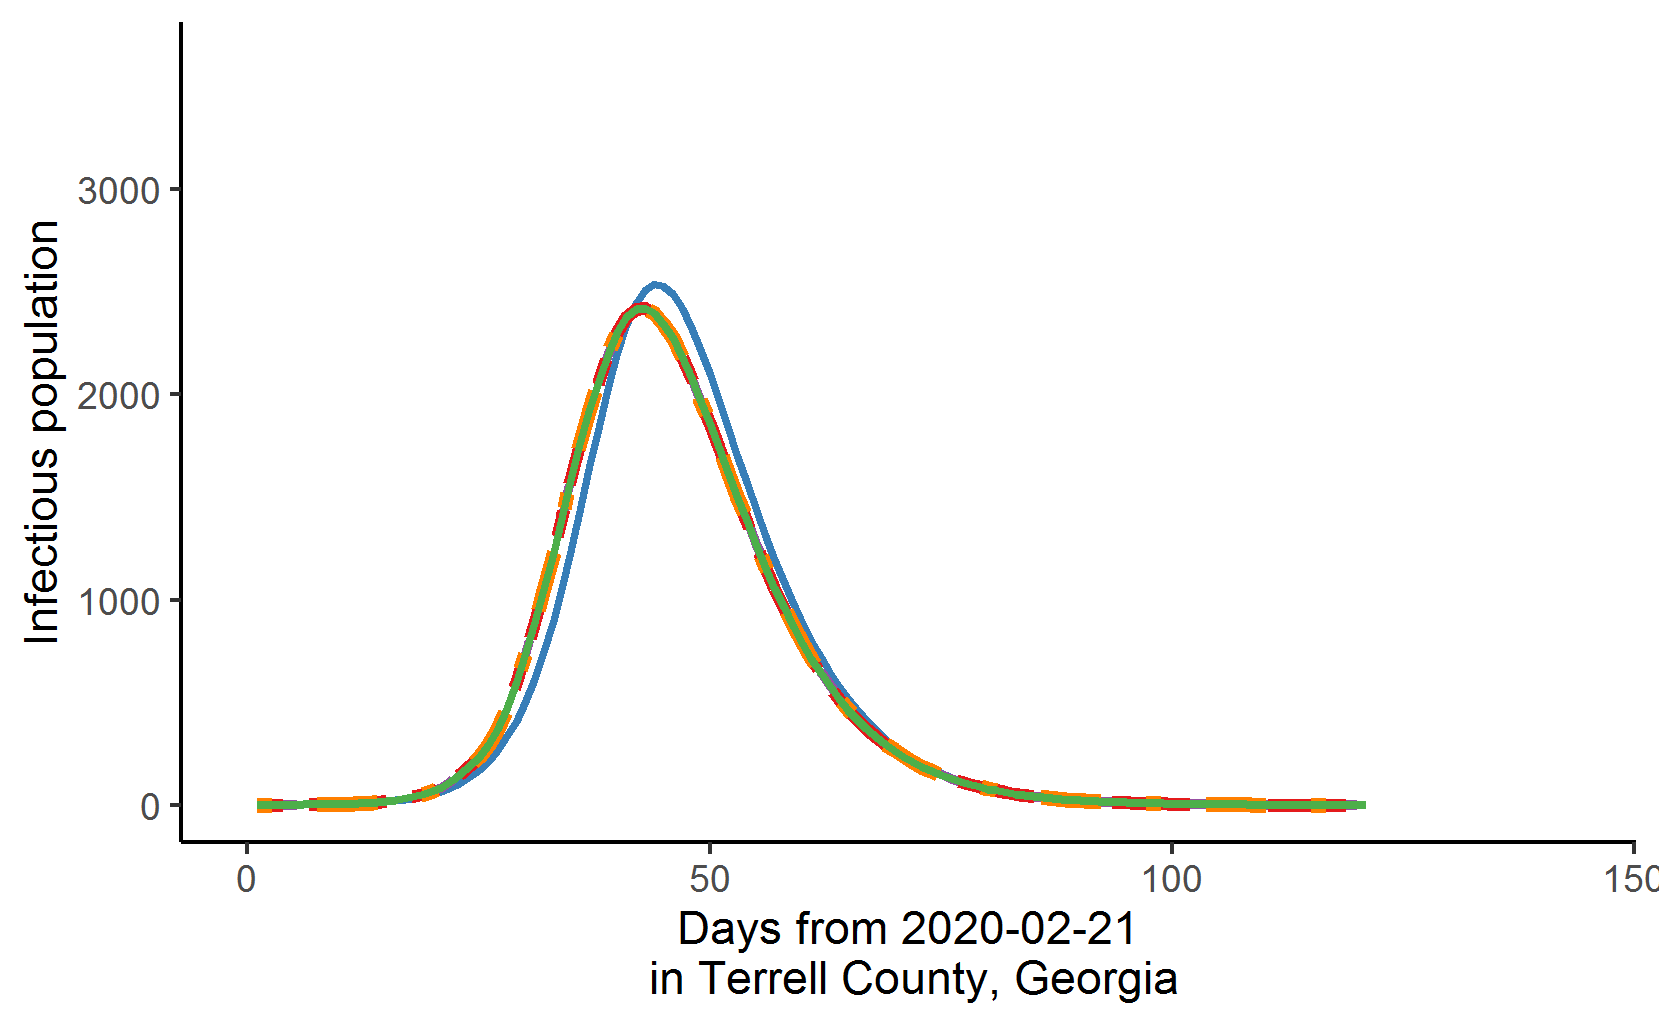 Infectious population
3000
2000
1000
0
0
50
100
150
Days from 2020-02-21
in Terrell County, Georgia